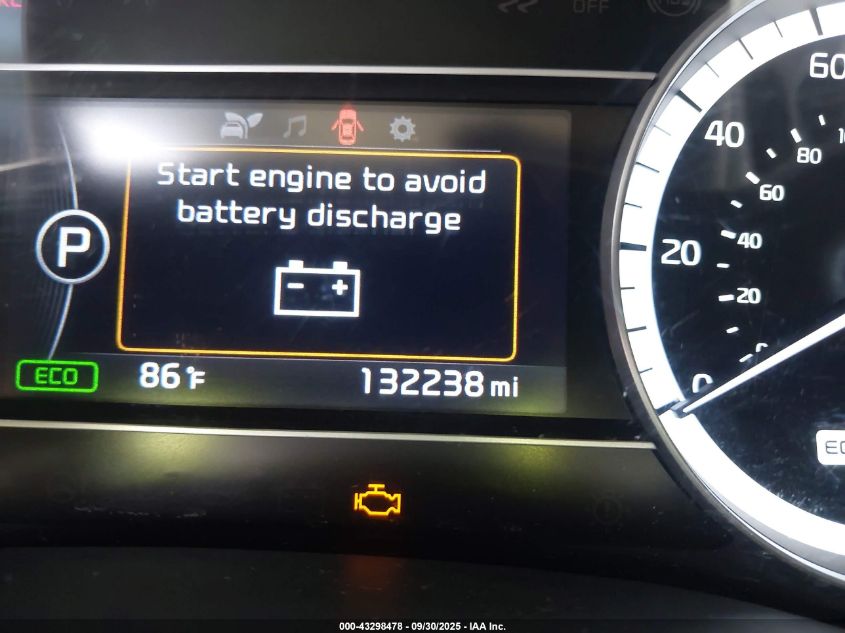 OFF
Start engine to avoid
battery discharge
- +
P
ECO
86°F
132238 mi
60
40
20
0
80
60
40
20
000-43298478 - 09/30/2025 - IAA Inc.